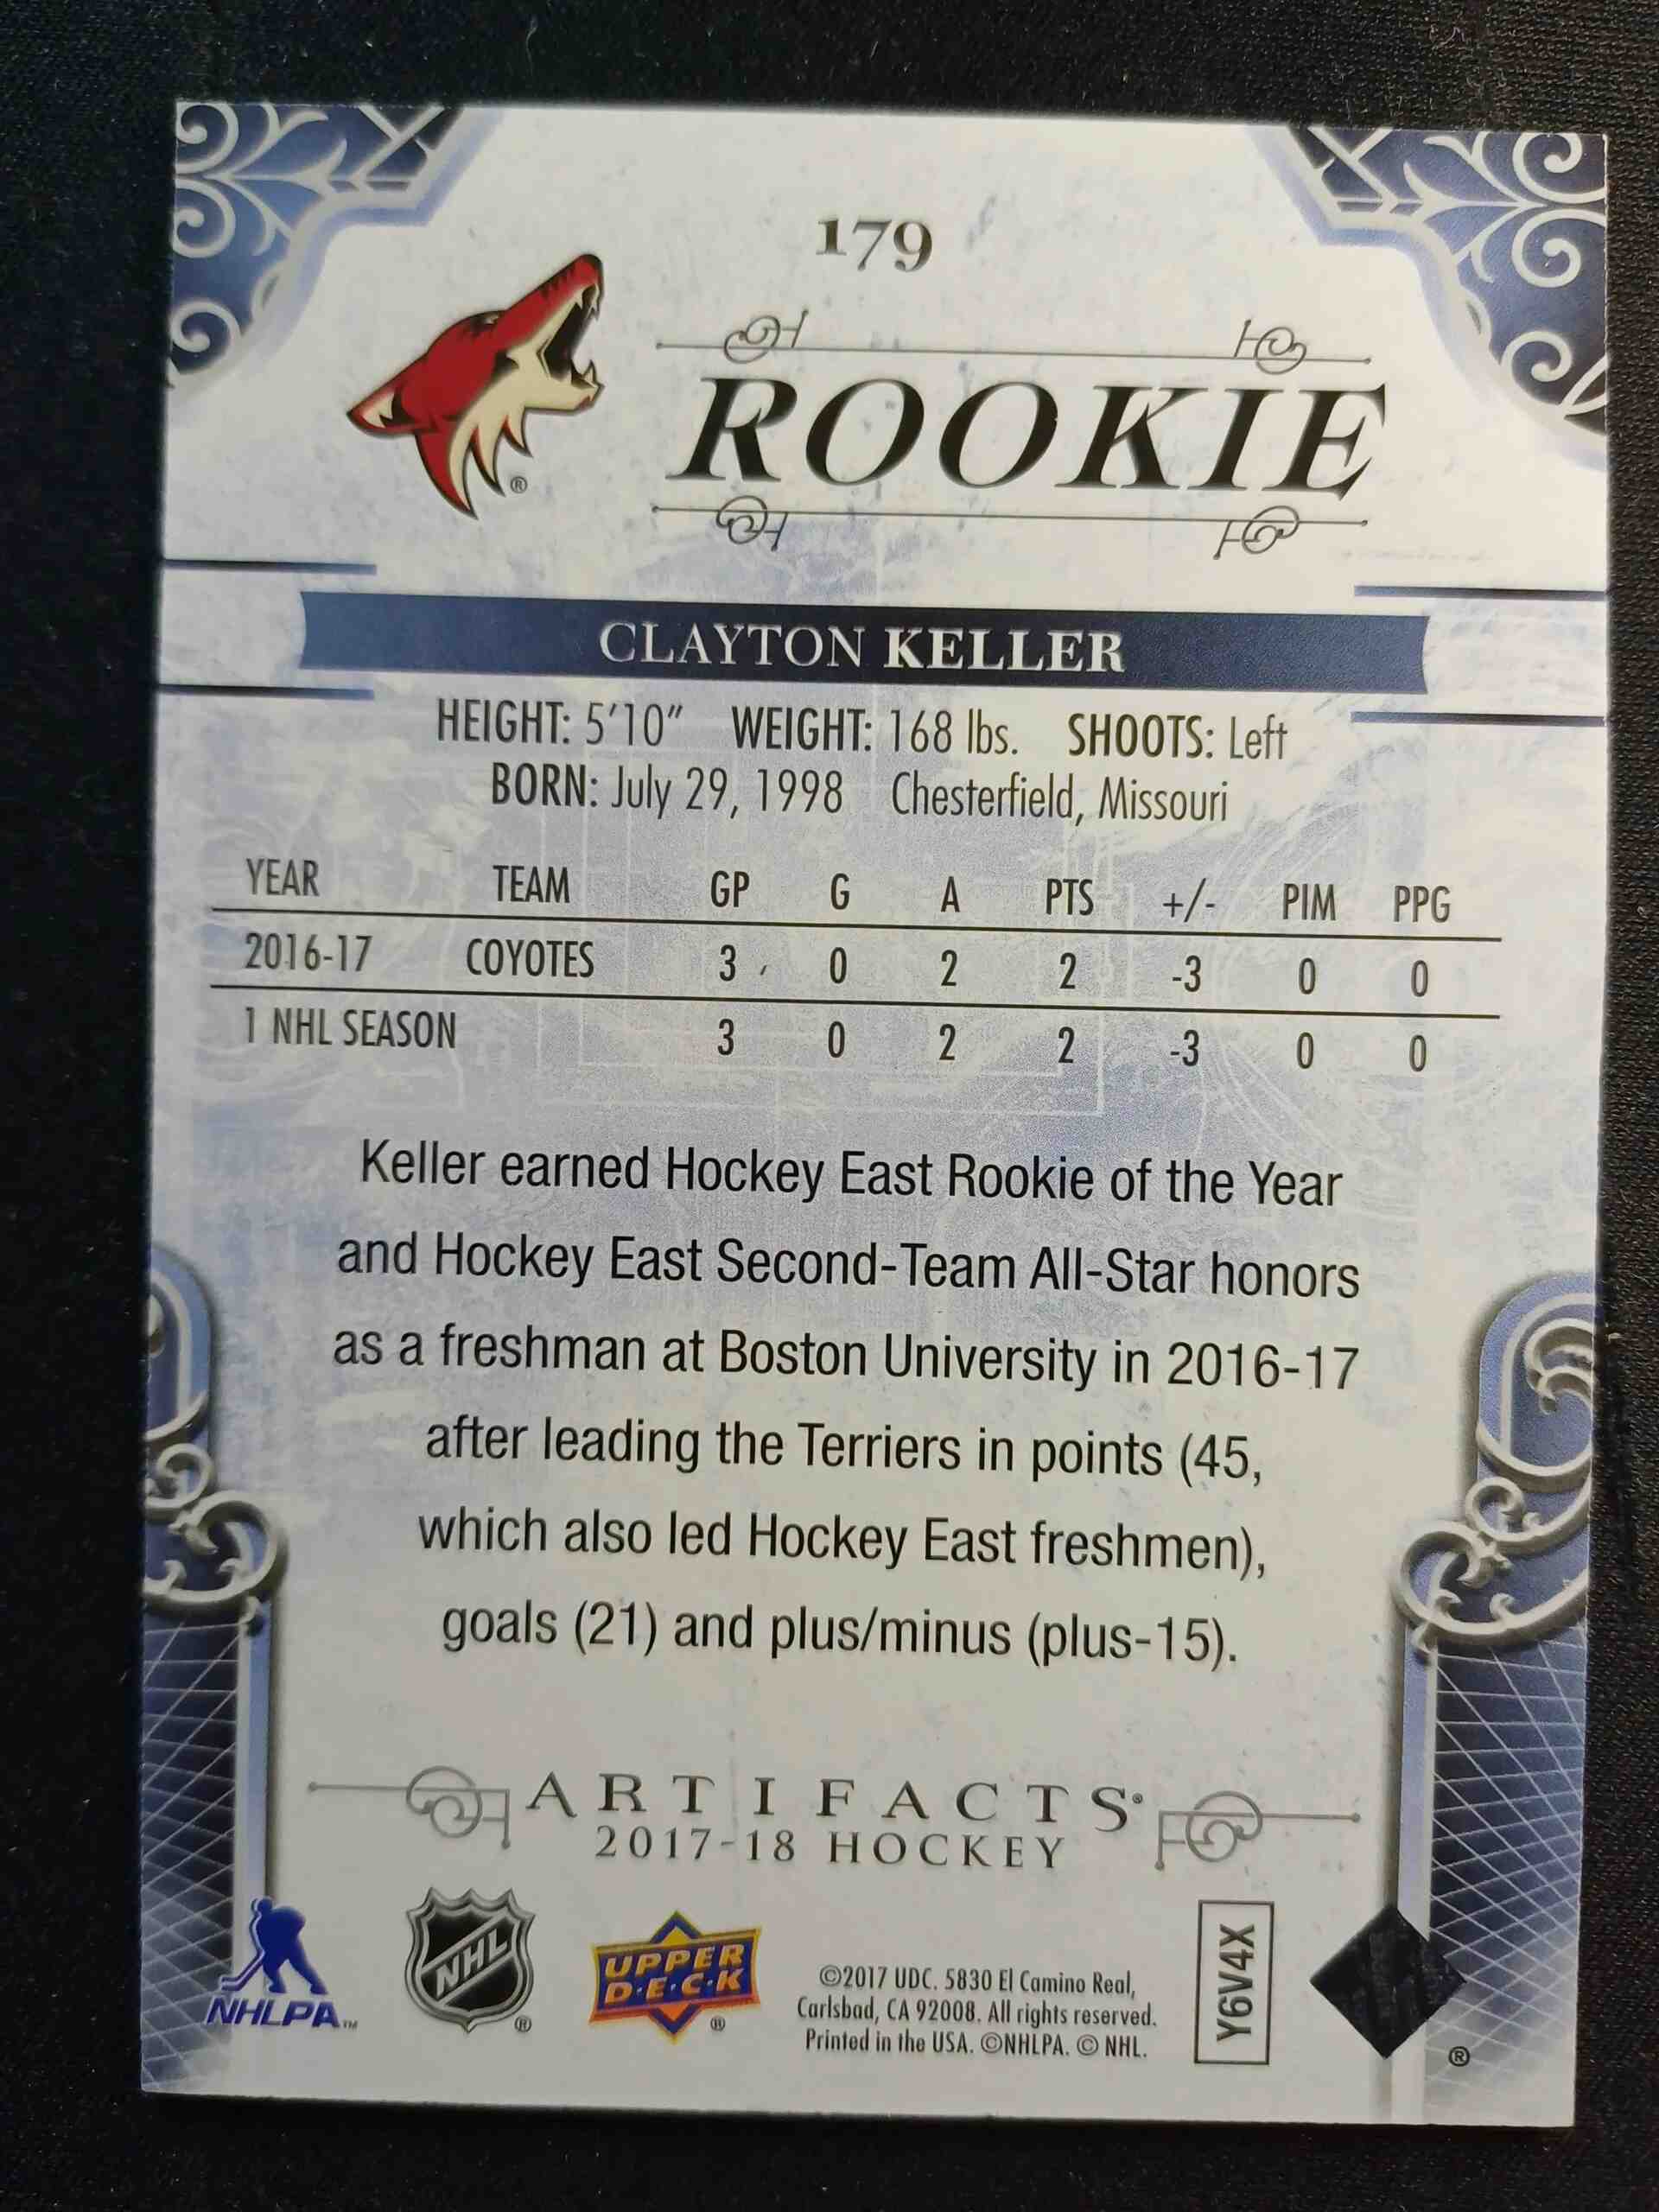 179
ROOKIE
®
CLAYTON KELLER
HEIGHT: 5'10" WEIGHT: 168 lbs. SHOOTS: Left
BORN: July 29, 1998 Chesterfield, Missouri
YEAR TEAM GP G A PTS +/- PIM PPG
2016-17 COYOTES 3 0 2 2 -3 0 0
1 NHL SEASON 3 0 2 2 -3 0 0
Keller earned Hockey East Rookie of the Year
and Hockey East Second-Team All-Star honors
as a freshman at Boston University in 2016-17
after leading the Terriers in points (45,
which also led Hockey East freshmen),
goals (21) and plus/minus (plus-15).
ARTIFACTS®
2017-18 HOCKEY
NHLPA™
NHL ®
UPPER
D·E·C·K ®
©2017 UDC. 5830 El Camino Real,
Carlsbad, CA 92008. All rights reserved.
Printed in the USA. ©NHLPA. © NHL.
Y6V4X
®